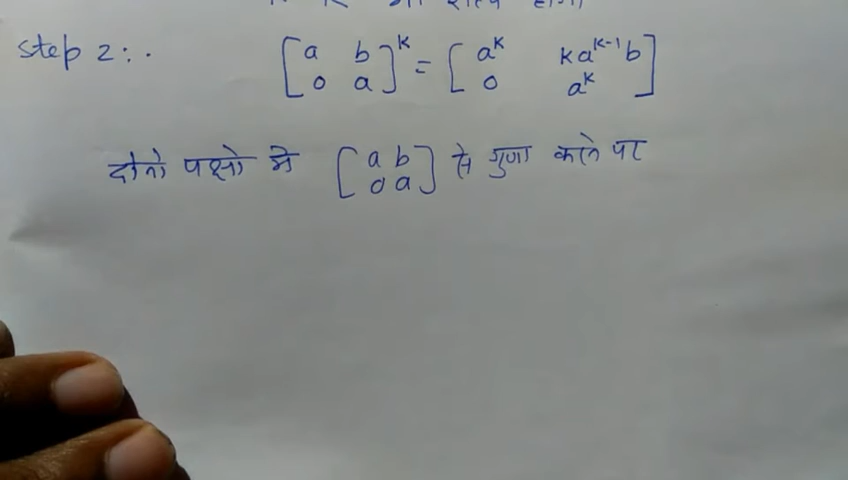 Step 2:. [a b; 0 a]^k = [a^k ka^(k-1)b; 0 a^k]
दोनो पक्षो मे [a b; 0 a] से गुणा करने पर